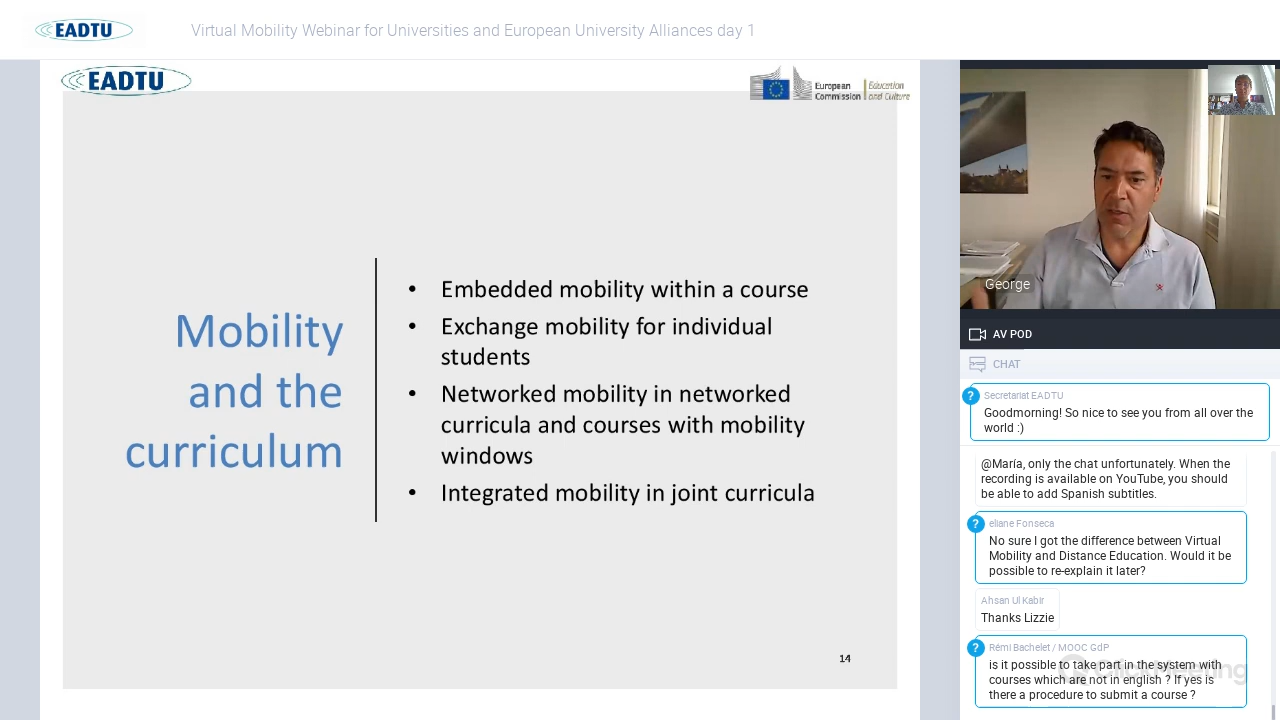 EADTU
Virtual Mobility Webinar for Universities and European University Alliances day 1
EADTU
European
Commission
Education
and Culture
Mobility
and the
curriculum
• Embedded mobility within a course
• Exchange mobility for individual
students
• Networked mobility in networked
curricula and courses with mobility
windows
• Integrated mobility in joint curricula
14
George
AV POD
CHAT
? Secretariat EADTU
Goodmorning! So nice to see you from all over the
world :)
@María, only the chat unfortunately. When the
recording is available on YouTube, you should
be able to add Spanish subtitles.
? eliane Fonseca
No sure I got the difference between Virtual
Mobility and Distance Education. Would it be
possible to re-explain it later?
Ahsan Ul Kabir
Thanks Lizzie
? Rémi Bachelet / MOOC GdP
is it possible to take part in the system with
courses which are not in english ? If yes is
there a procedure to submit a course ?
ClickMeeting